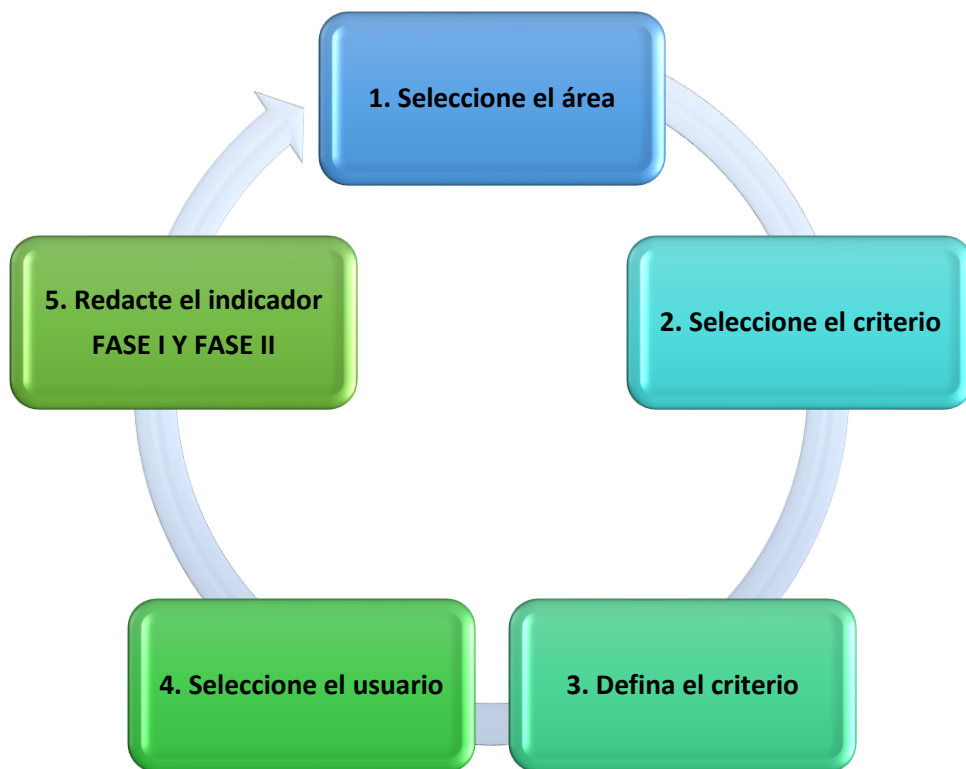 1. Seleccione el área
2. Seleccione el criterio
3. Defina el criterio
4. Seleccione el usuario
5. Redacte el indicador
FASE I Y FASE II